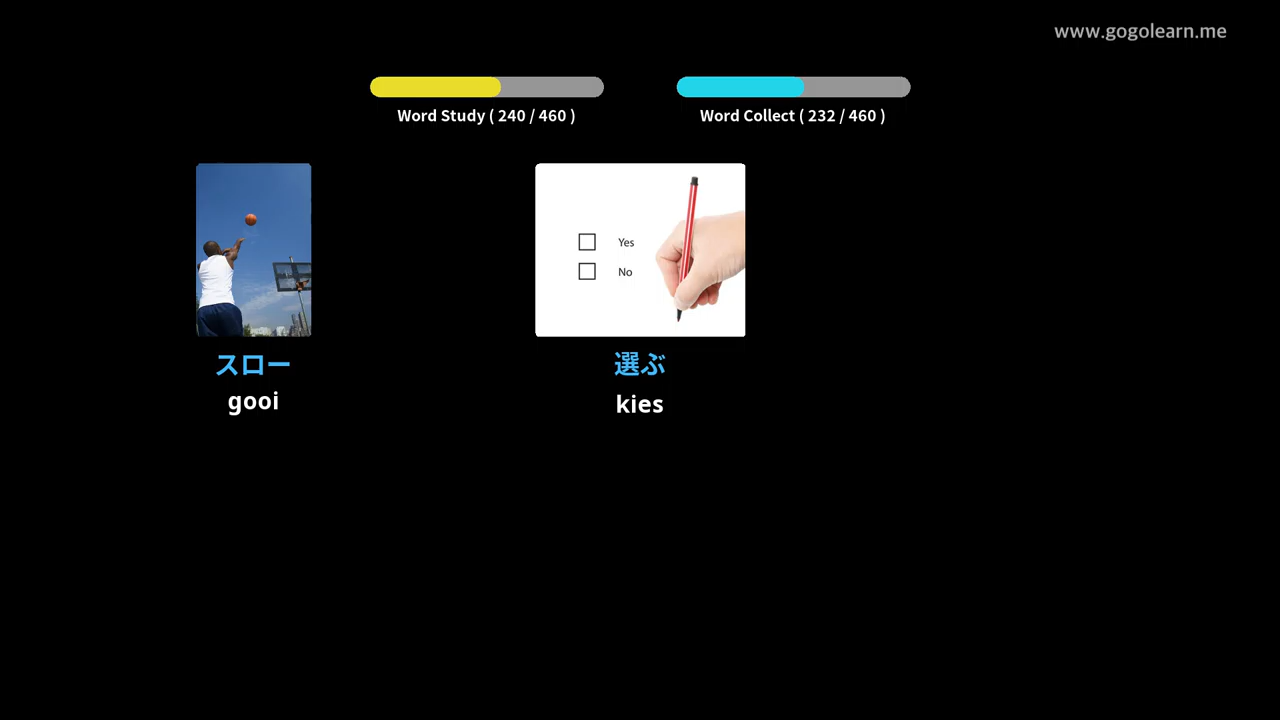 www.gogolearn.me
Word Study ( 240 / 460 )
Word Collect ( 232 / 460 )
Yes
No
スロー
選ぶ
gooi
kies